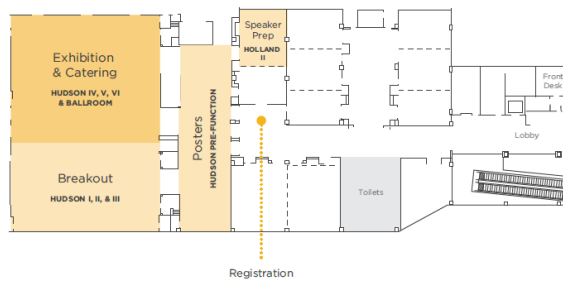 Exhibition
& Catering
HUDSON IV, V, VI
& BALLROOM
Breakout
HUDSON I, II, & III
Posters
HUDSON PRE-FUNCTION
Speaker
Prep
HOLLAND
II
Registration
Toilets
Front
Desk
Lobby